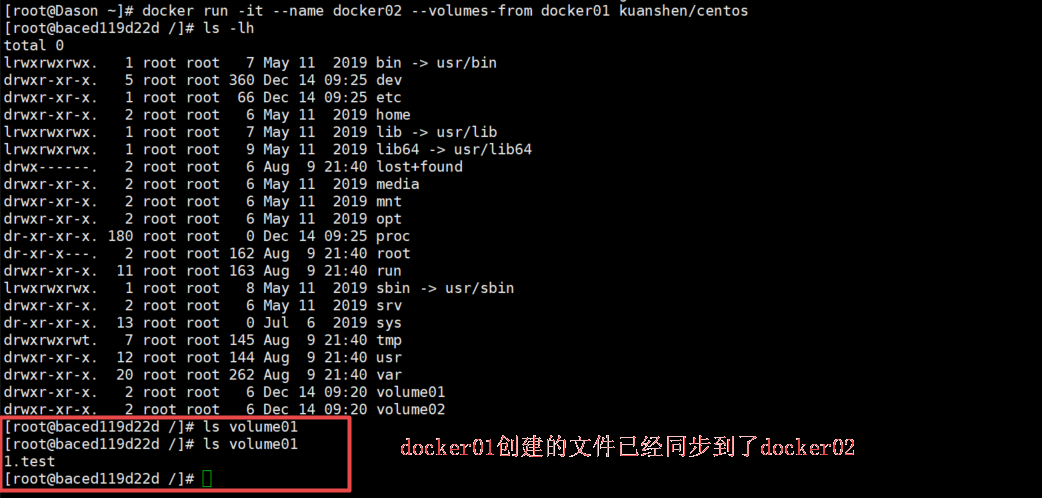 [root@Dason ~]# docker run -it --name docker02 --volumes-from docker01 kuanshen/centos
[root@baced119d22d /]# ls -lh
total 0
lrwxrwxrwx.   1 root root   7 May 11  2019 bin -> usr/bin
drwxr-xr-x.   5 root root 360 Dec 14 09:25 dev
drwxr-xr-x.   1 root root  66 Dec 14 09:25 etc
drwxr-xr-x.   2 root root   6 May 11  2019 home
lrwxrwxrwx.   1 root root   7 May 11  2019 lib -> usr/lib
lrwxrwxrwx.   1 root root   9 May 11  2019 lib64 -> usr/lib64
drwx------.   2 root root   6 Aug  9 21:40 lost+found
drwxr-xr-x.   2 root root   6 May 11  2019 media
drwxr-xr-x.   2 root root   6 May 11  2019 mnt
drwxr-xr-x.   2 root root   6 May 11  2019 opt
dr-xr-xr-x. 180 root root   0 Dec 14 09:25 proc
dr-xr-x---.   2 root root 162 Aug  9 21:40 root
drwxr-xr-x.  11 root root 163 Aug  9 21:40 run
lrwxrwxrwx.   1 root root   8 May 11  2019 sbin -> usr/sbin
drwxr-xr-x.   2 root root   6 May 11  2019 srv
dr-xr-xr-x.  13 root root   0 Jul  6  2019 sys
drwxrwxrwt.   7 root root 145 Aug  9 21:40 tmp
drwxr-xr-x.  12 root root 144 Aug  9 21:40 usr
drwxr-xr-x.  20 root root 262 Aug  9 21:40 var
drwxr-xr-x.   2 root root   6 Dec 14 09:20 volume01
drwxr-xr-x.   2 root root   6 Dec 14 09:20 volume02
[root@baced119d22d /]# ls volume01
[root@baced119d22d /]# ls volume01
docker01创建的文件已经同步到了docker02
1.test
[root@baced119d22d /]#